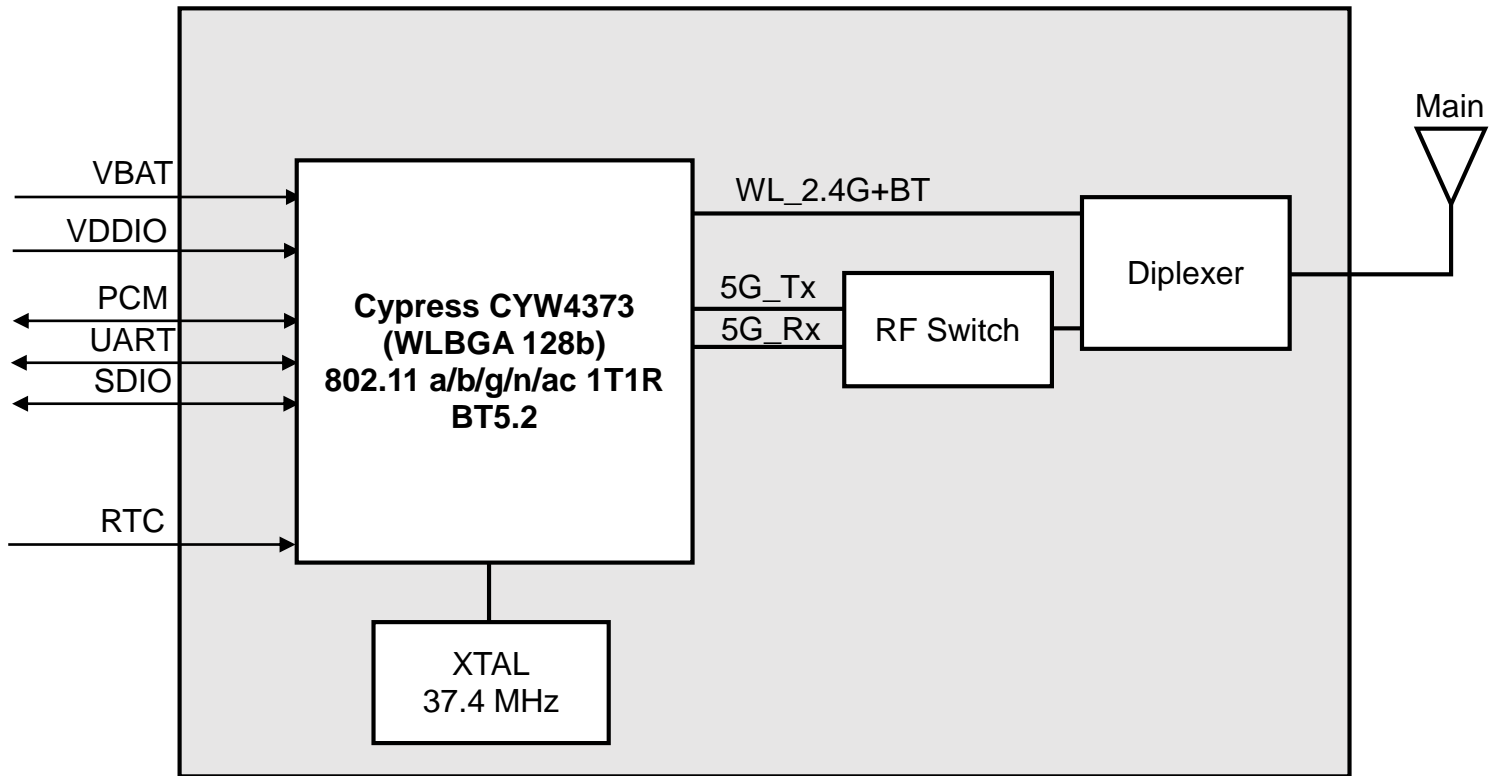 Main
VBAT
VDDIO
PCM
UART
SDIO
RTC
Cypress CYW4373
(WLBGA 128b)
802.11 a/b/g/n/ac 1T1R
BT5.2
XTAL
37.4 MHz
WL_2.4G+BT
5G_Tx
5G_Rx
RF Switch
Diplexer